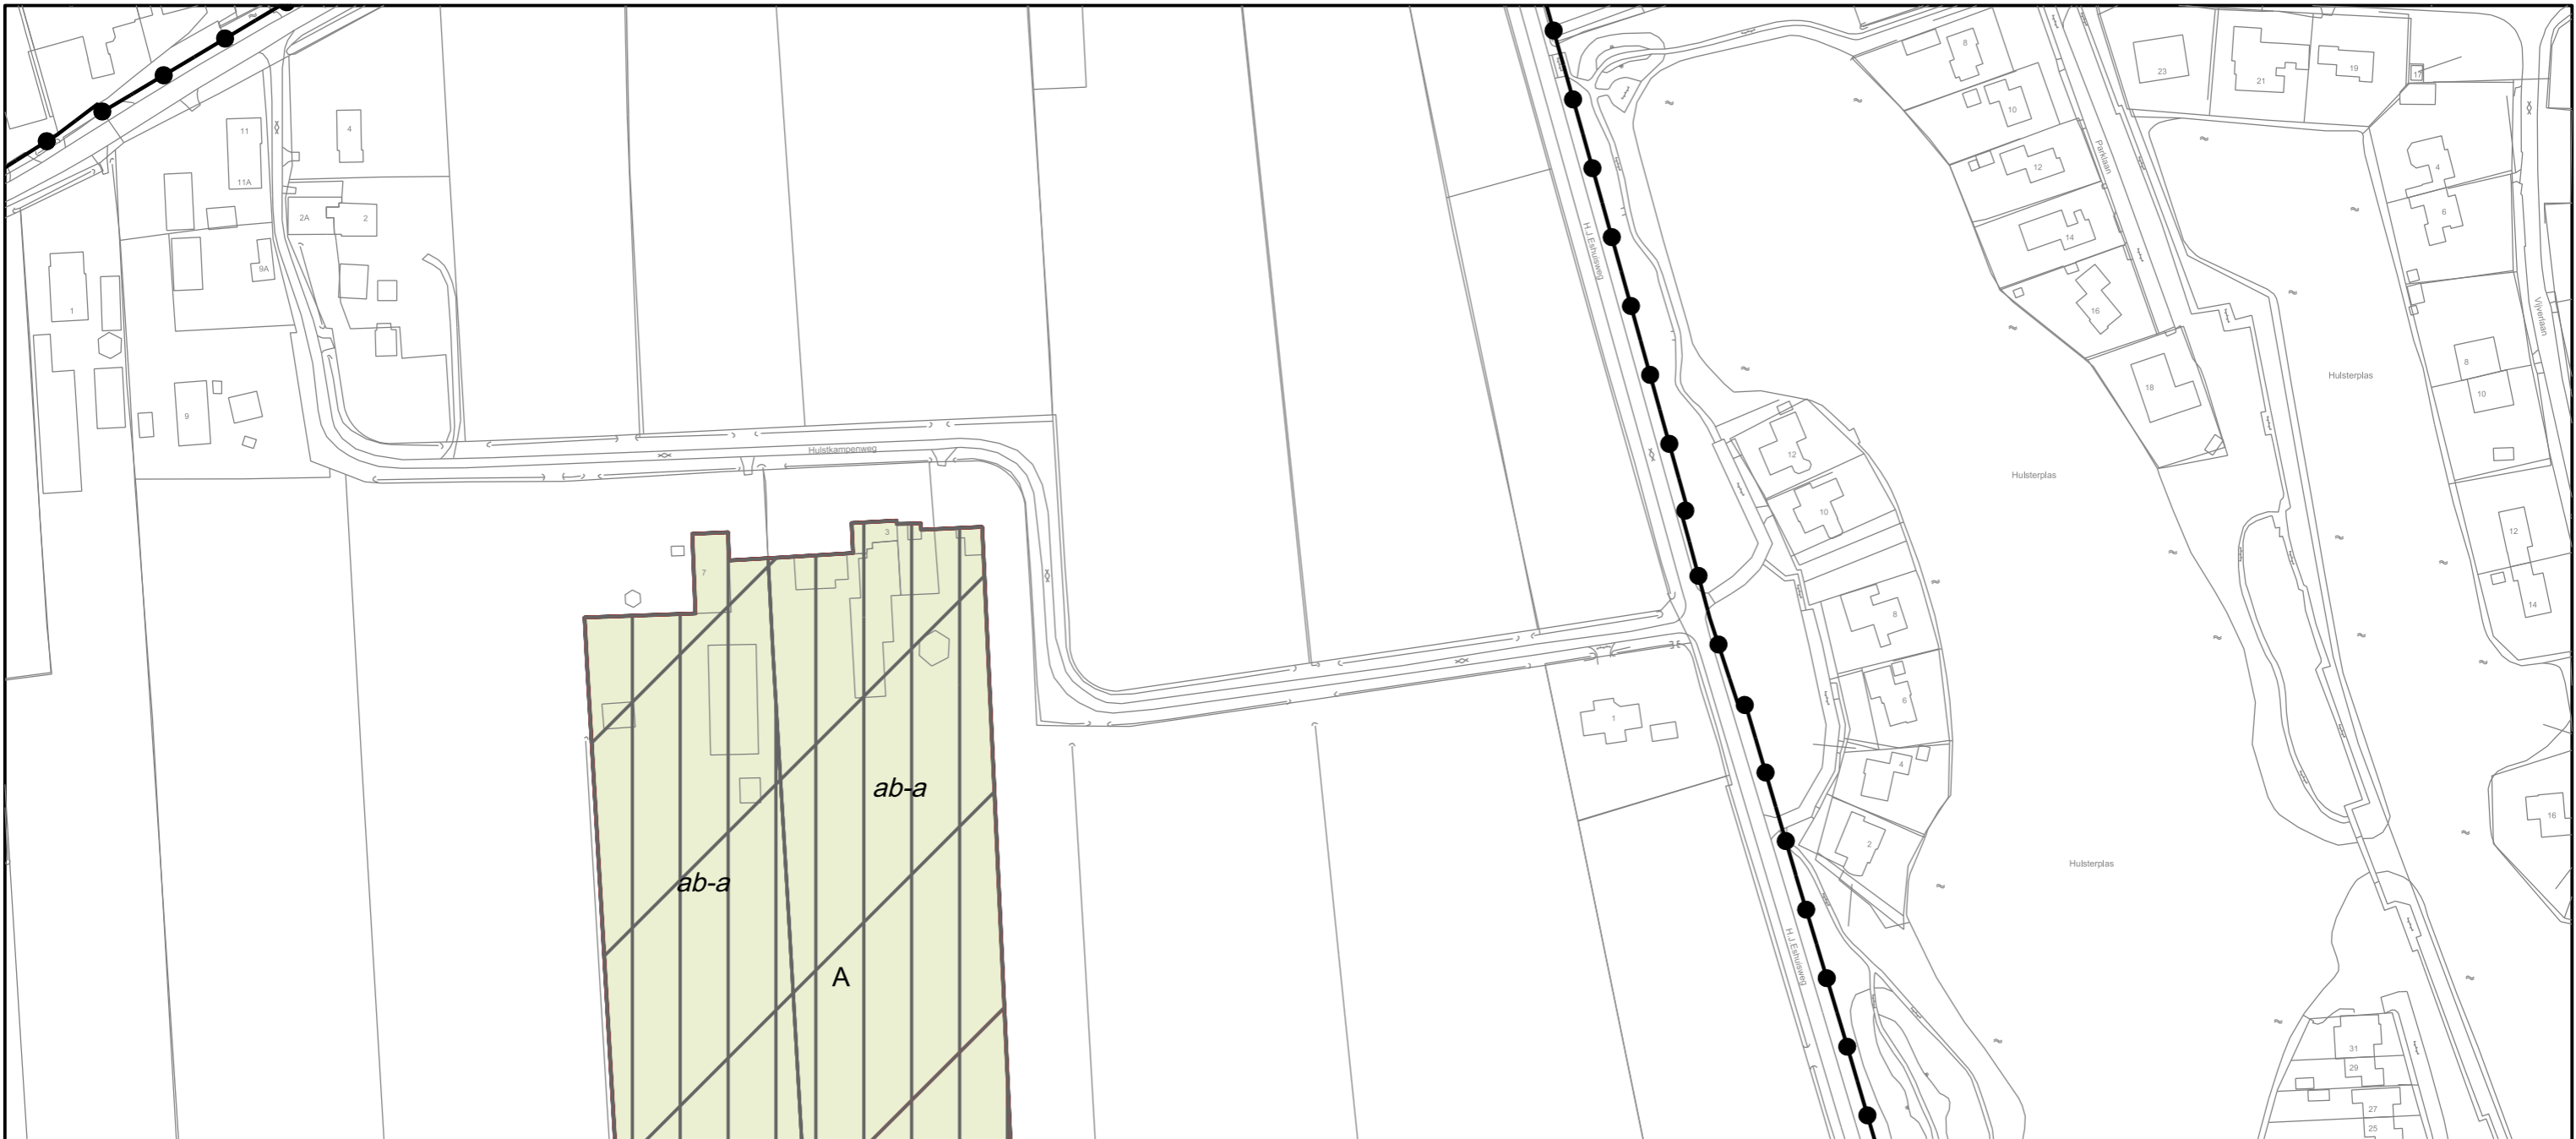 8
23
21
19
17
10
11
4
Parklaan
12
4
11A
2A
2
6
14
H.J.Eshuisweg
9A
1
16
Vijverlaan
8
Hulsterplas
18
10
9
Hulstkampenweg
12
Hulsterplas
10
12
3
7
14
8
6
1
4
ab-a
16
2
Hulsterplas
ab-a
H.J.Eshuisweg
A
31
29
27
25